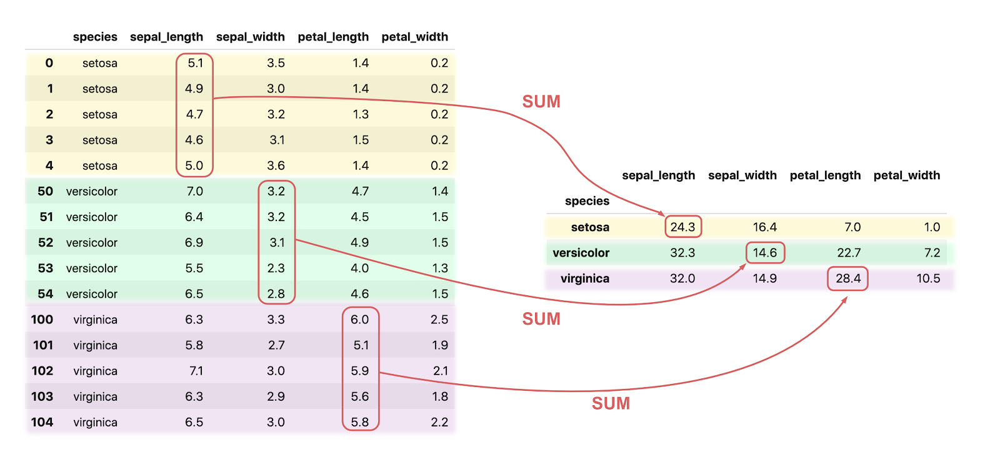 species sepal_length sepal_width petal_length petal_width
0 setosa 5.1 3.5 1.4 0.2
1 setosa 4.9 3.0 1.4 0.2
2 setosa 4.7 3.2 1.3 0.2
3 setosa 4.6 3.1 1.5 0.2
4 setosa 5.0 3.6 1.4 0.2
50 versicolor 7.0 3.2 4.7 1.4
51 versicolor 6.4 3.2 4.5 1.5
52 versicolor 6.9 3.1 4.9 1.5
53 versicolor 5.5 2.3 4.0 1.3
54 versicolor 6.5 2.8 4.6 1.5
100 virginica 6.3 3.3 6.0 2.5
101 virginica 5.8 2.7 5.1 1.9
102 virginica 7.1 3.0 5.9 2.1
103 virginica 6.3 2.9 5.6 1.8
104 virginica 6.5 3.0 5.8 2.2
SUM
SUM
SUM
sepal_length sepal_width petal_length petal_width
species
setosa 24.3 16.4 7.0 1.0
versicolor 32.3 14.6 22.7 7.2
virginica 32.0 14.9 28.4 10.5